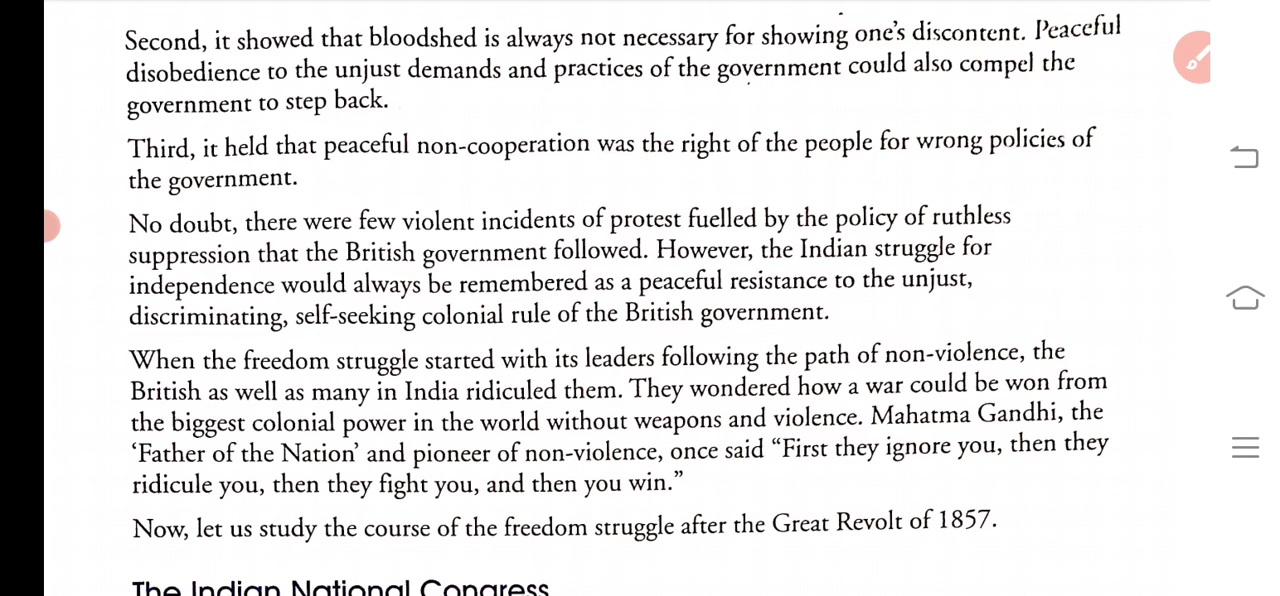 Second, it showed that bloodshed is always not necessary for showing one's discontent. Peaceful
disobedience to the unjust demands and practices of the government could also compel the
government to step back.
Third, it held that peaceful non-cooperation was the right of the people for wrong policies of
the government.
No doubt, there were few violent incidents of protest fuelled by the policy of ruthless
suppression that the British government followed. However, the Indian struggle for
independence would always be remembered as a peaceful resistance to the unjust,
discriminating, self-seeking colonial rule of the British government.
When the freedom struggle started with its leaders following the path of non-violence, the
British as well as many in India ridiculed them. They wondered how a war could be won from
the biggest colonial power in the world without weapons and violence. Mahatma Gandhi, the
‘Father of the Nation’ and pioneer of non-violence, once said “First they ignore you, then they
ridicule you, then they fight you, and then you win.”
Now, let us study the course of the freedom struggle after the Great Revolt of 1857.
The Indian National Congress